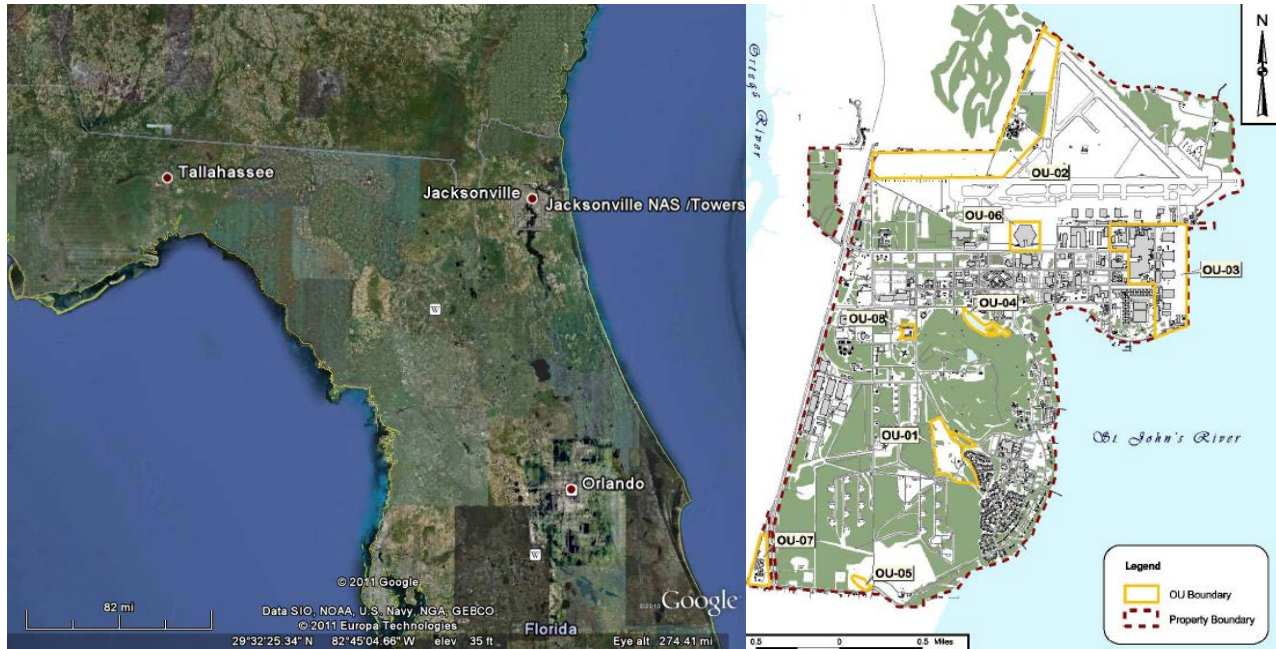 Tallahassee
Jacksonville
Jacksonville NAS /Towers
W
Orlando
W
© 2011 Google
82 mi
Data SIO, NOAA, U.S. Navy, NGA, GEBCO
© 2011 Europa Technologies
©2010 Google
Florida
29°32'25.34" N 82°45'04.66" W elev 35 ft
Eye alt 274.41 mi
N
Ortega River
OU-02
OU-06
OU-03
OU-04
OU-08
OU-01
St John's River
OU-07
OU-05
Legend
OU Boundary
Property Boundary
0.5 0 0.5 Miles